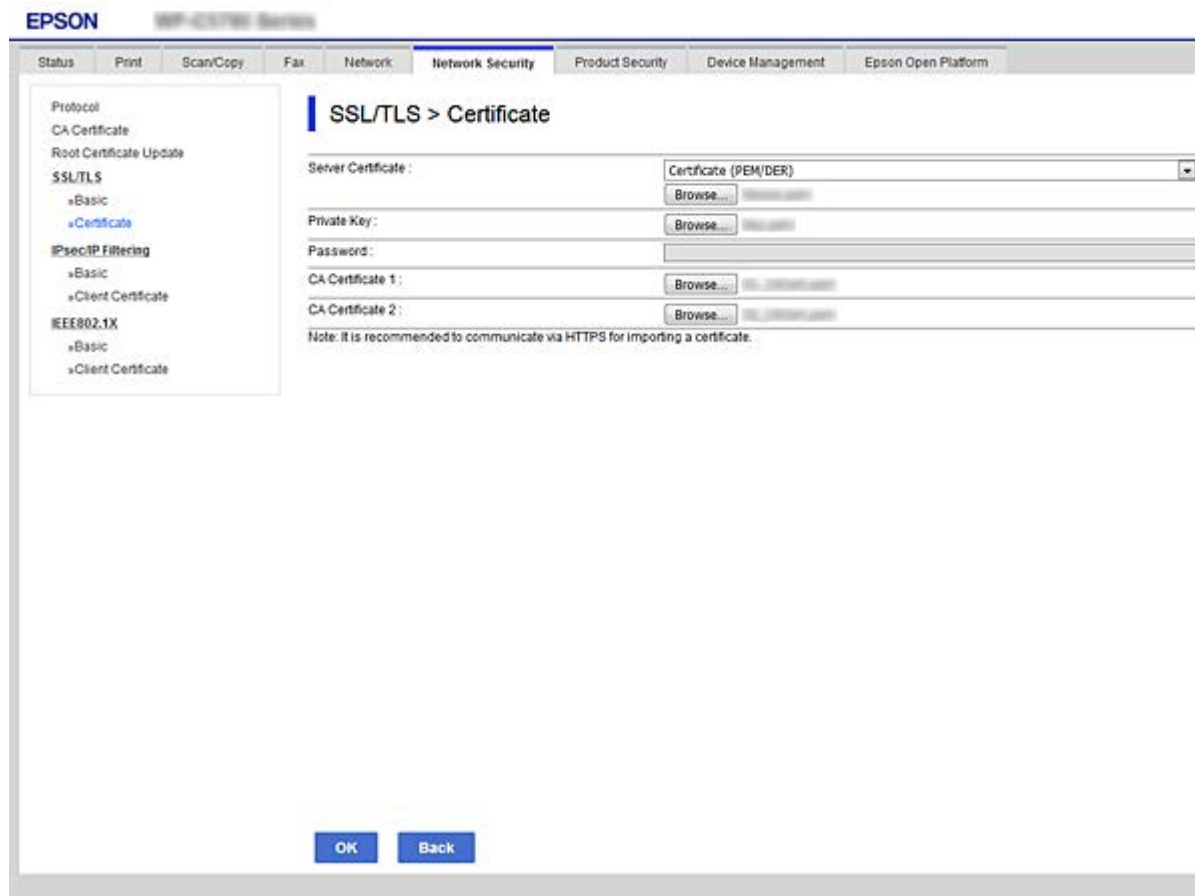 EPSON
Status Print Scan/Copy Fax Network Network Security Product Security Device Management Epson Open Platform
Protocol
CA Certificate
Root Certificate Update
SSL/TLS
»Basic
»Certificate
IPsec/IP Filtering
»Basic
»Client Certificate
IEEE802.1X
»Basic
»Client Certificate
SSL/TLS > Certificate
Server Certificate : Certificate (PEM/DER)
Browse...
Private Key : Browse...
Password :
CA Certificate 1 : Browse...
CA Certificate 2 : Browse...
Note: It is recommended to communicate via HTTPS for importing a certificate.
OK Back